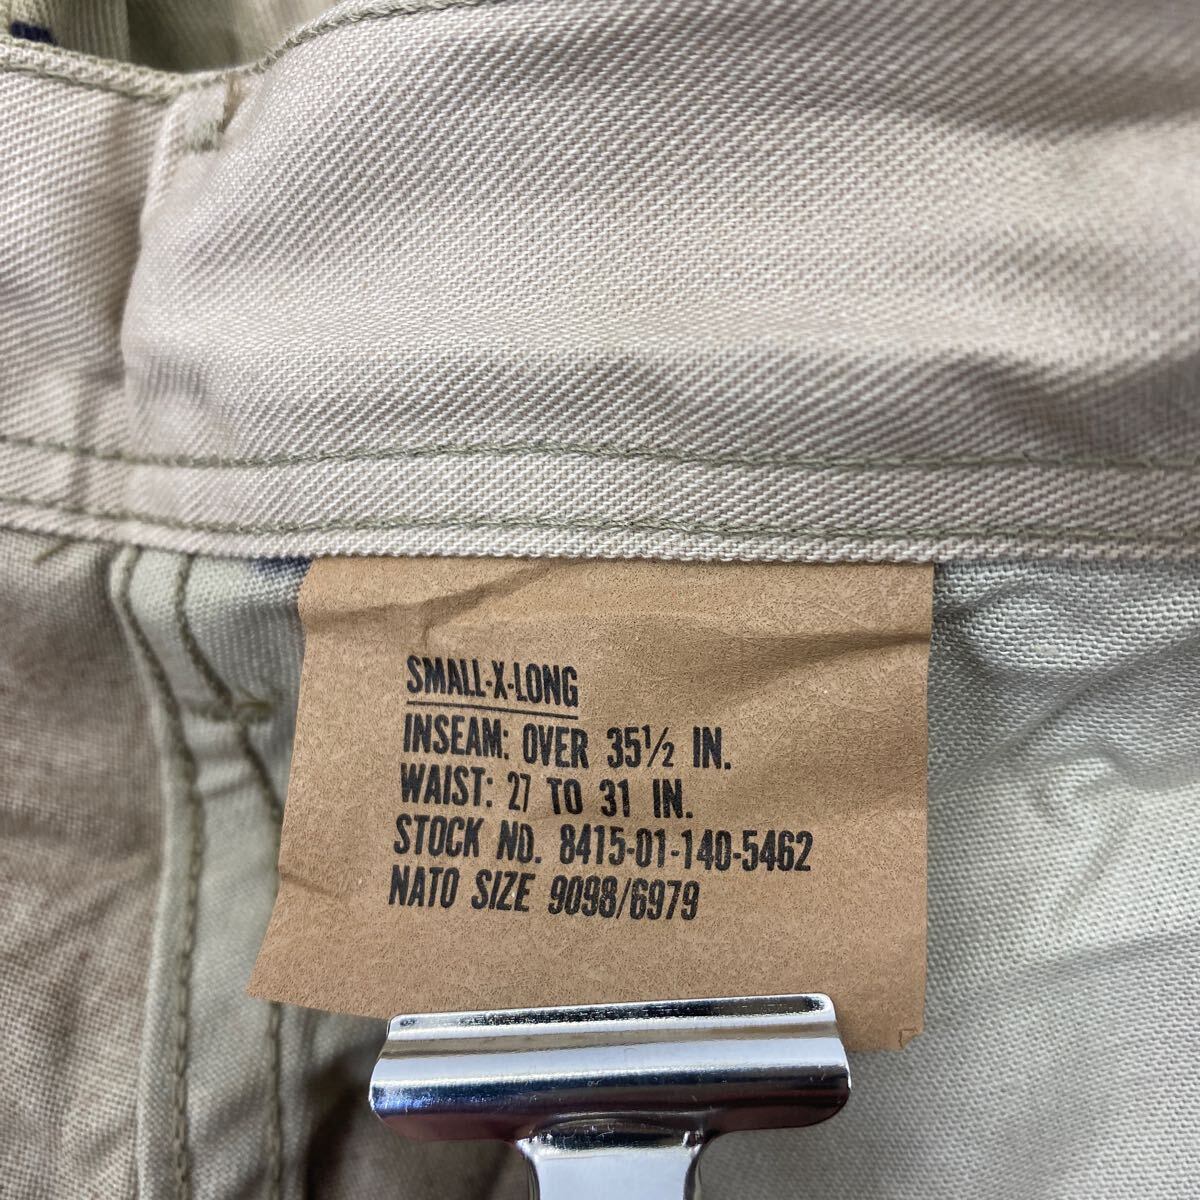 SMALL-X-LONG
INSEAM: OVER 35½ IN.
WAIST: 27 TO 31 IN.
STOCK NO. 8415-01-140-5462
NATO SIZE 9098/6979